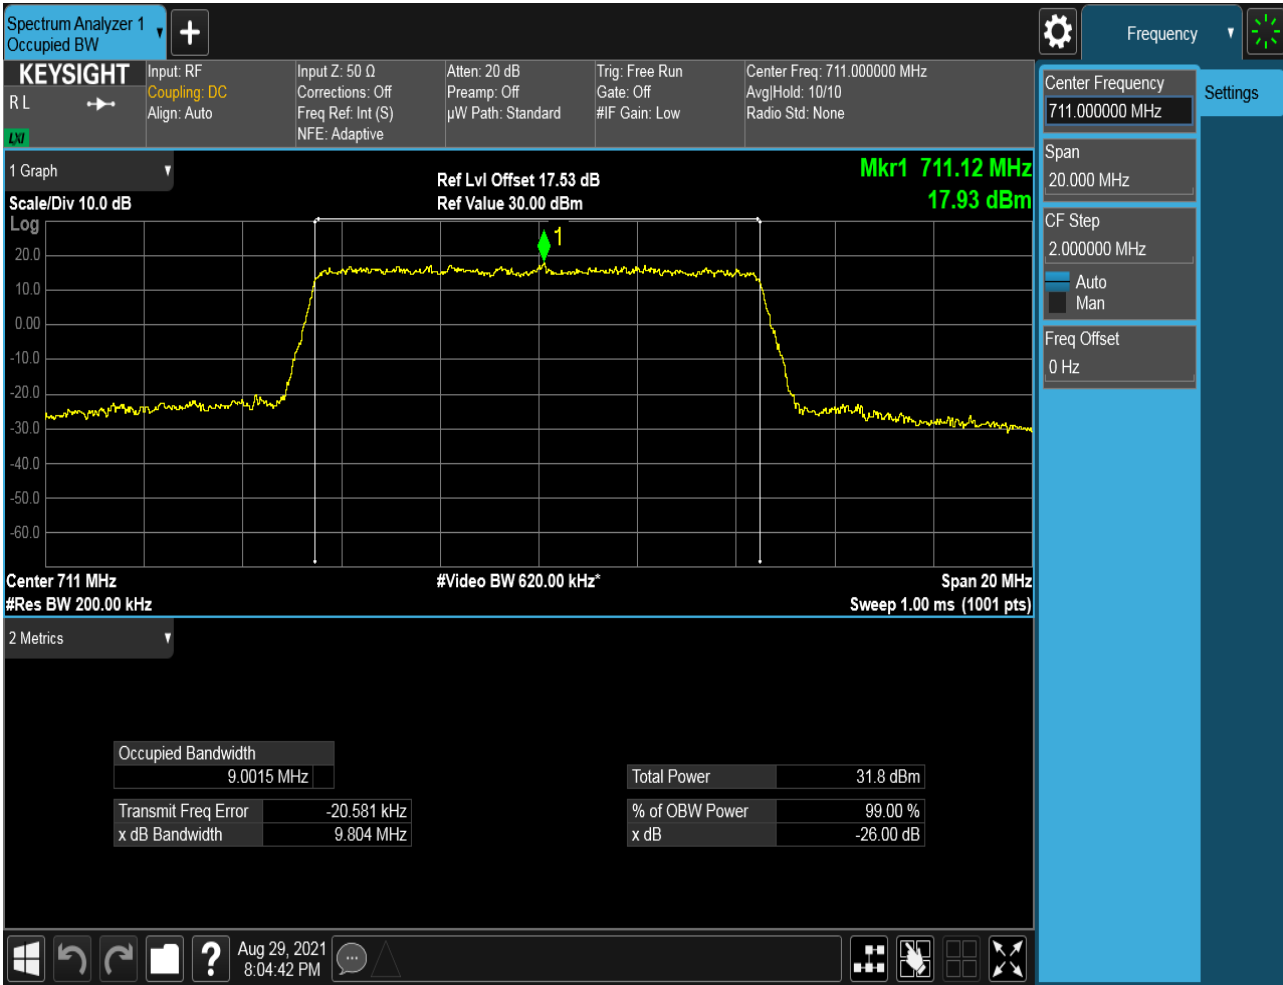 Spectrum Analyzer 1
Occupied BW
Frequency
KEYSIGHT
R L
LXI
Input: RF
Coupling: DC
Align: Auto
Input Z: 50 Ω
Corrections: Off
Freq Ref: Int (S)
NFE: Adaptive
Atten: 20 dB
Preamp: Off
µW Path: Standard
Trig: Free Run
Gate: Off
#IF Gain: Low
Center Freq: 711.000000 MHz
Avg|Hold: 10/10
Radio Std: None
Center Frequency
711.000000 MHz
Settings
Span
20.000 MHz
CF Step
2.000000 MHz
Auto
Man
Freq Offset
0 Hz
1 Graph
Scale/Div 10.0 dB
Ref Lvl Offset 17.53 dB
Ref Value 30.00 dBm
Mkr1 711.12 MHz
17.93 dBm
Log
1
20.0
10.0
0.00
-10.0
-20.0
-30.0
-40.0
-50.0
-60.0
Center 711 MHz
#Video BW 620.00 kHz*
Span 20 MHz
#Res BW 200.00 kHz
Sweep 1.00 ms (1001 pts)
2 Metrics
Occupied Bandwidth
9.0015 MHz
Total Power 31.8 dBm
Transmit Freq Error -20.581 kHz
% of OBW Power 99.00 %
x dB Bandwidth 9.804 MHz
x dB -26.00 dB
?
Aug 29, 2021
8:04:42 PM